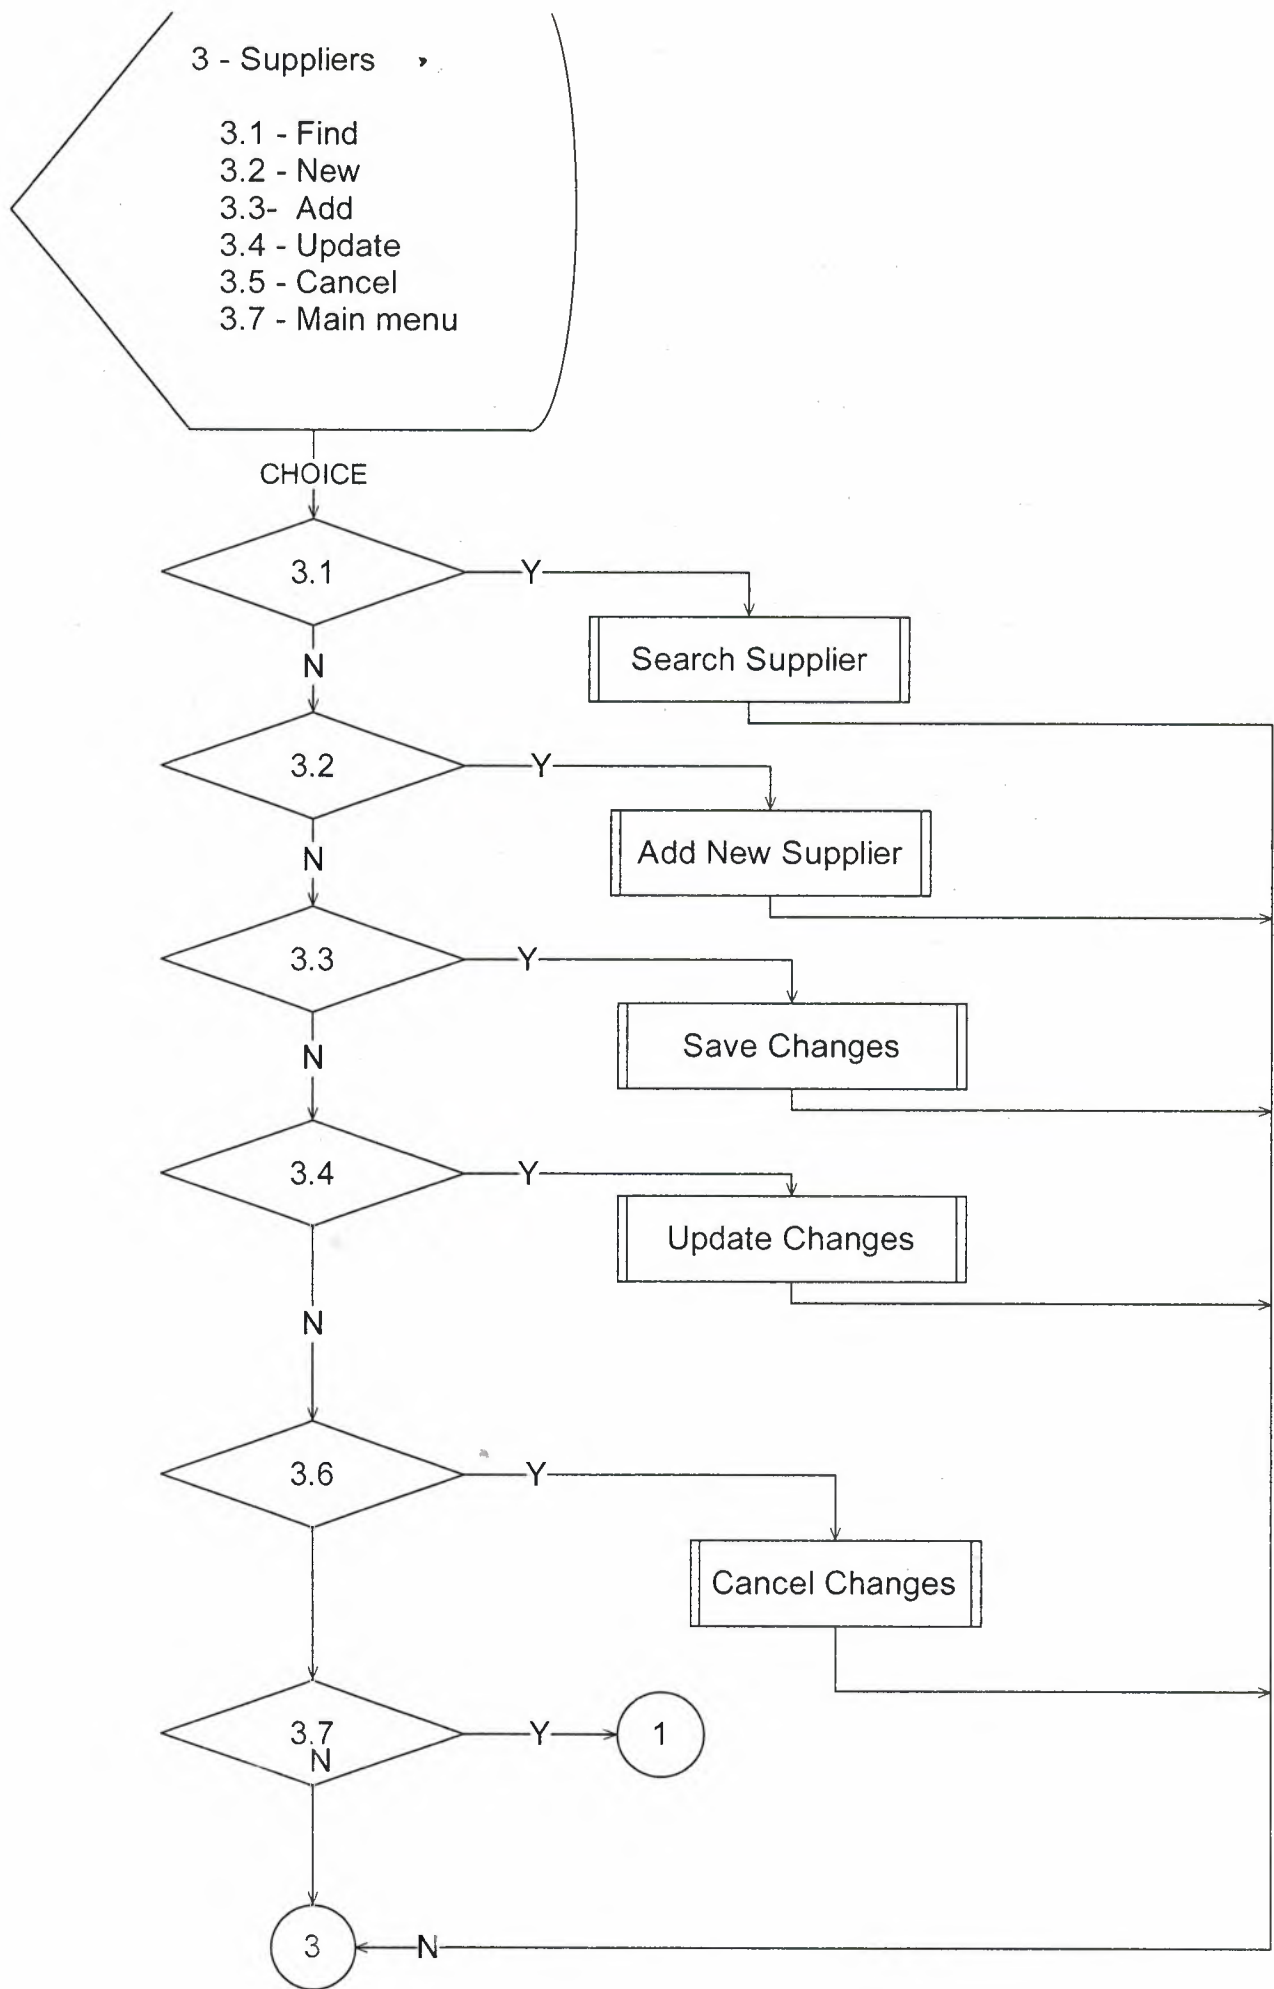 3 - Suppliers
3.1 - Find
3.2 - New
3.3- Add
3.4 - Update
3.5 - Cancel
3.7 - Main menu
CHOICE
3.1
Y
Search Supplier
N
3.2
Y
Add New Supplier
N
3.3
Y
Save Changes
N
3.4
Y
Update Changes
N
3.6
Y
Cancel Changes
3.7
Y
1
N
3
N